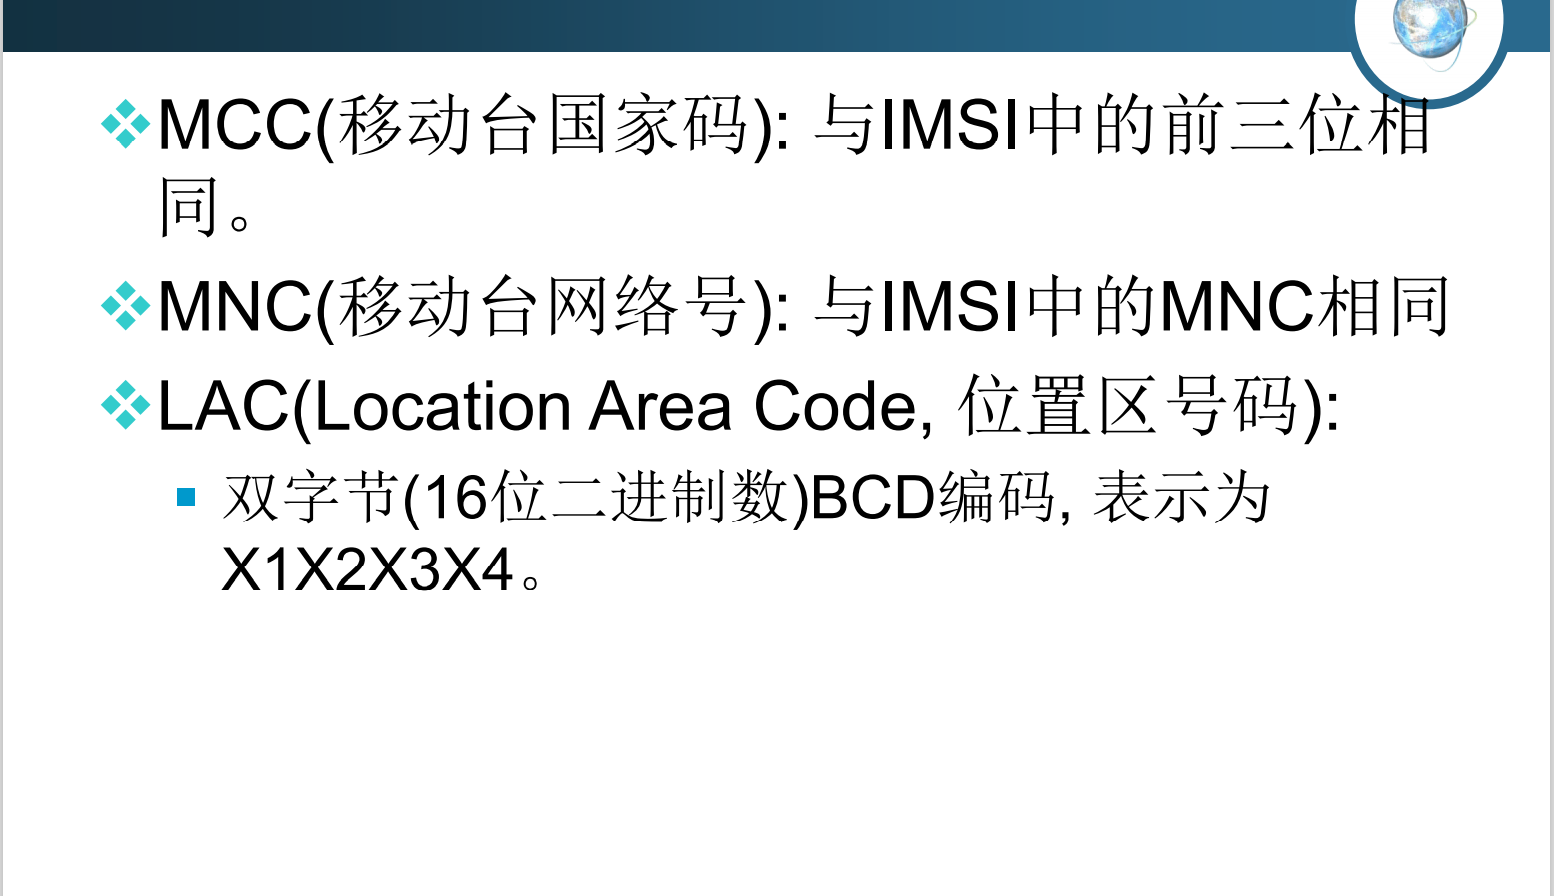 MCC(移动台国家码): 与IMSI中的前三位相
同。
MNC(移动台网络号): 与IMSI中的MNC相同
LAC(Location Area Code, 位置区号码):
双字节(16位二进制数)BCD编码, 表示为
X1X2X3X4。